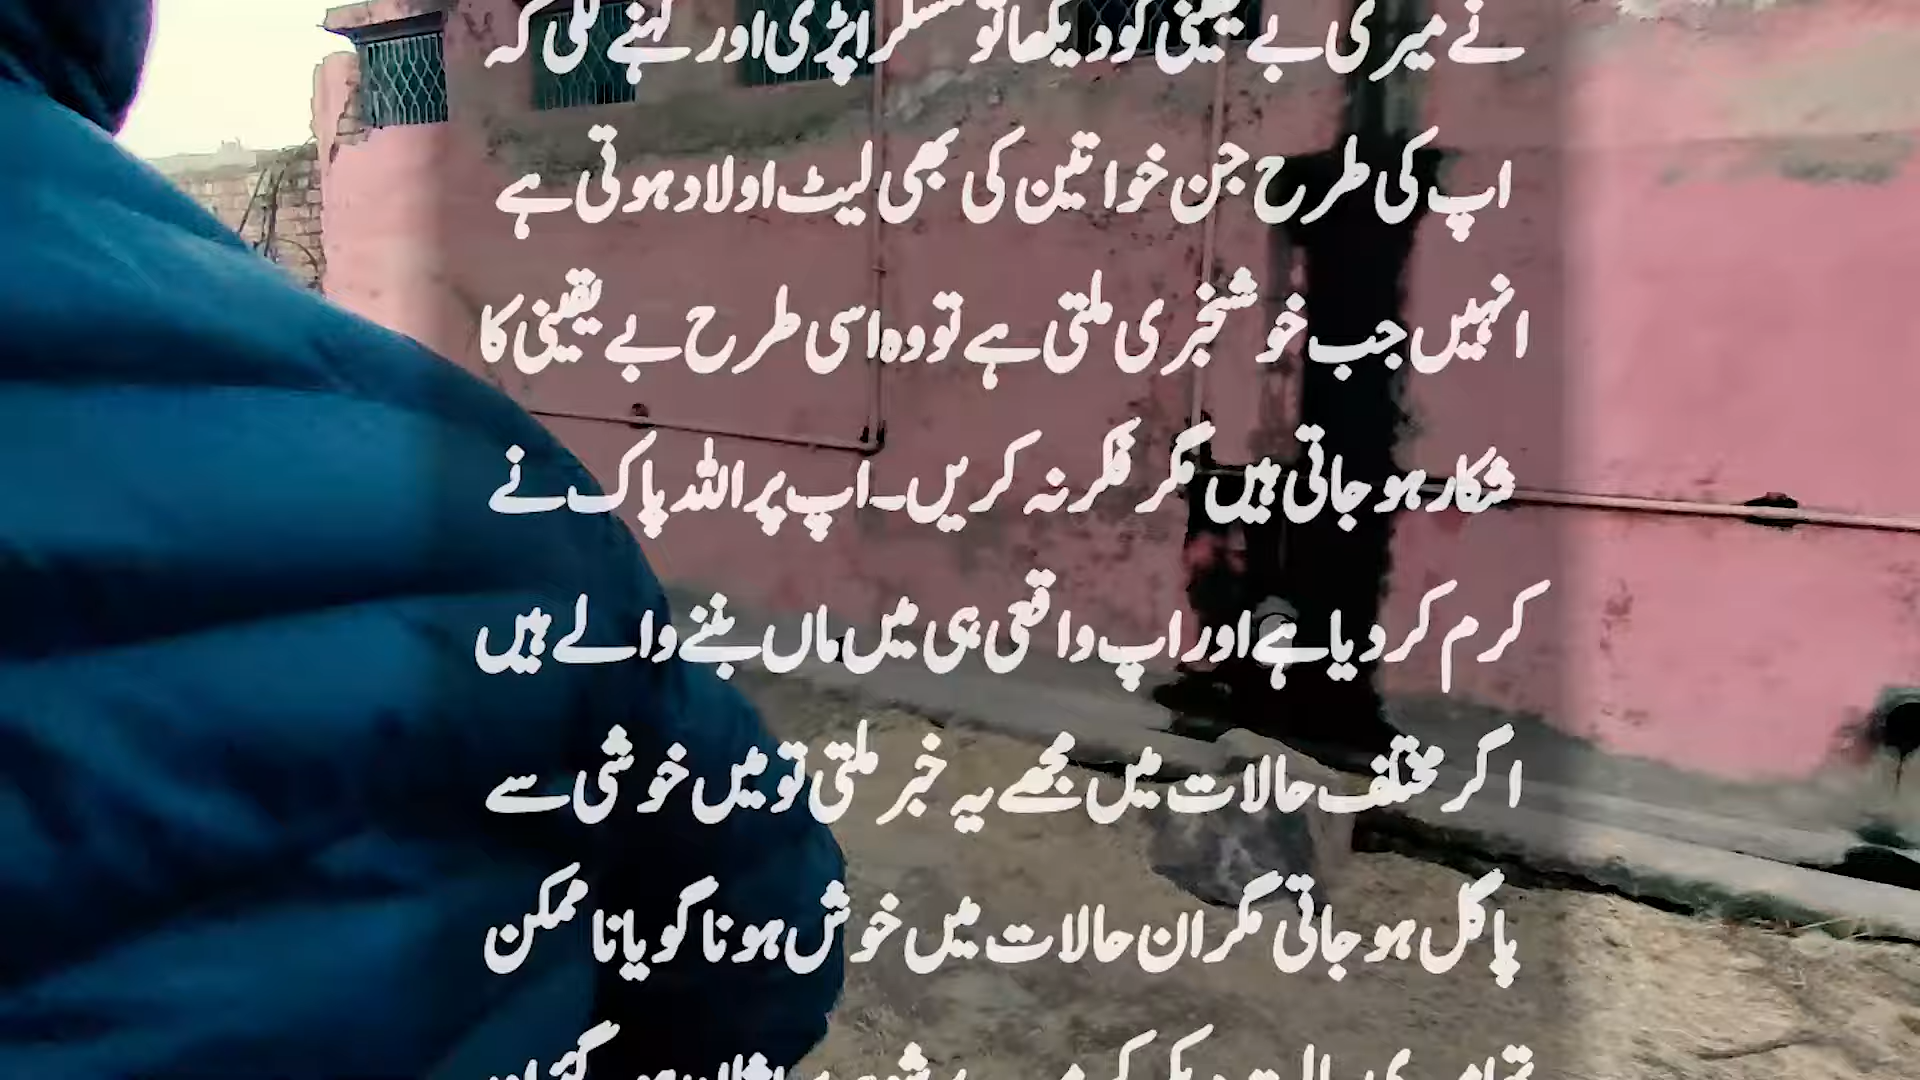 نے میری بے یقینی کو دیکھا تو مسکرا پڑی اور کہنے لگی کہ
اپ کی طرح جن خواتین کی بھی لیٹ اولاد ہوتی ہے
انہیں جب خوشخبری ملتی ہے تو وہ اسی طرح بے یقینی کا
شکار ہو جاتی ہیں مگر فکر نہ کریں۔ اپ پر اللہ پاک نے
کرم کر دیا ہے اور اپ واقعی ہی میں ماں بننے والے ہیں
اگر مختلف حالات میں مجھے یہ خبر ملتی تو میں خوشی سے
پاگل ہو جاتی مگر ان حالات میں خوش ہونا گویا نا ممکن